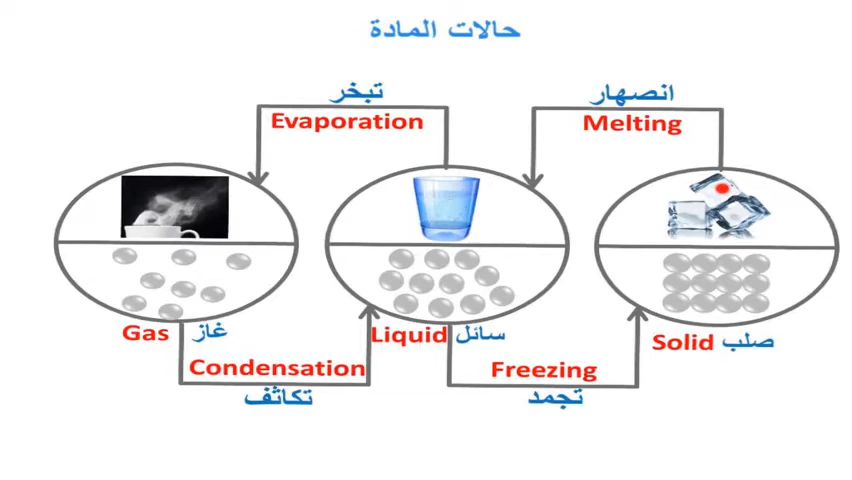 حالات المادة
تبخر
انصهار
Evaporation
Melting
Gas غاز
Liquid سائل
Solid صلب
Condensation
Freezing
تكاثف
تجمد